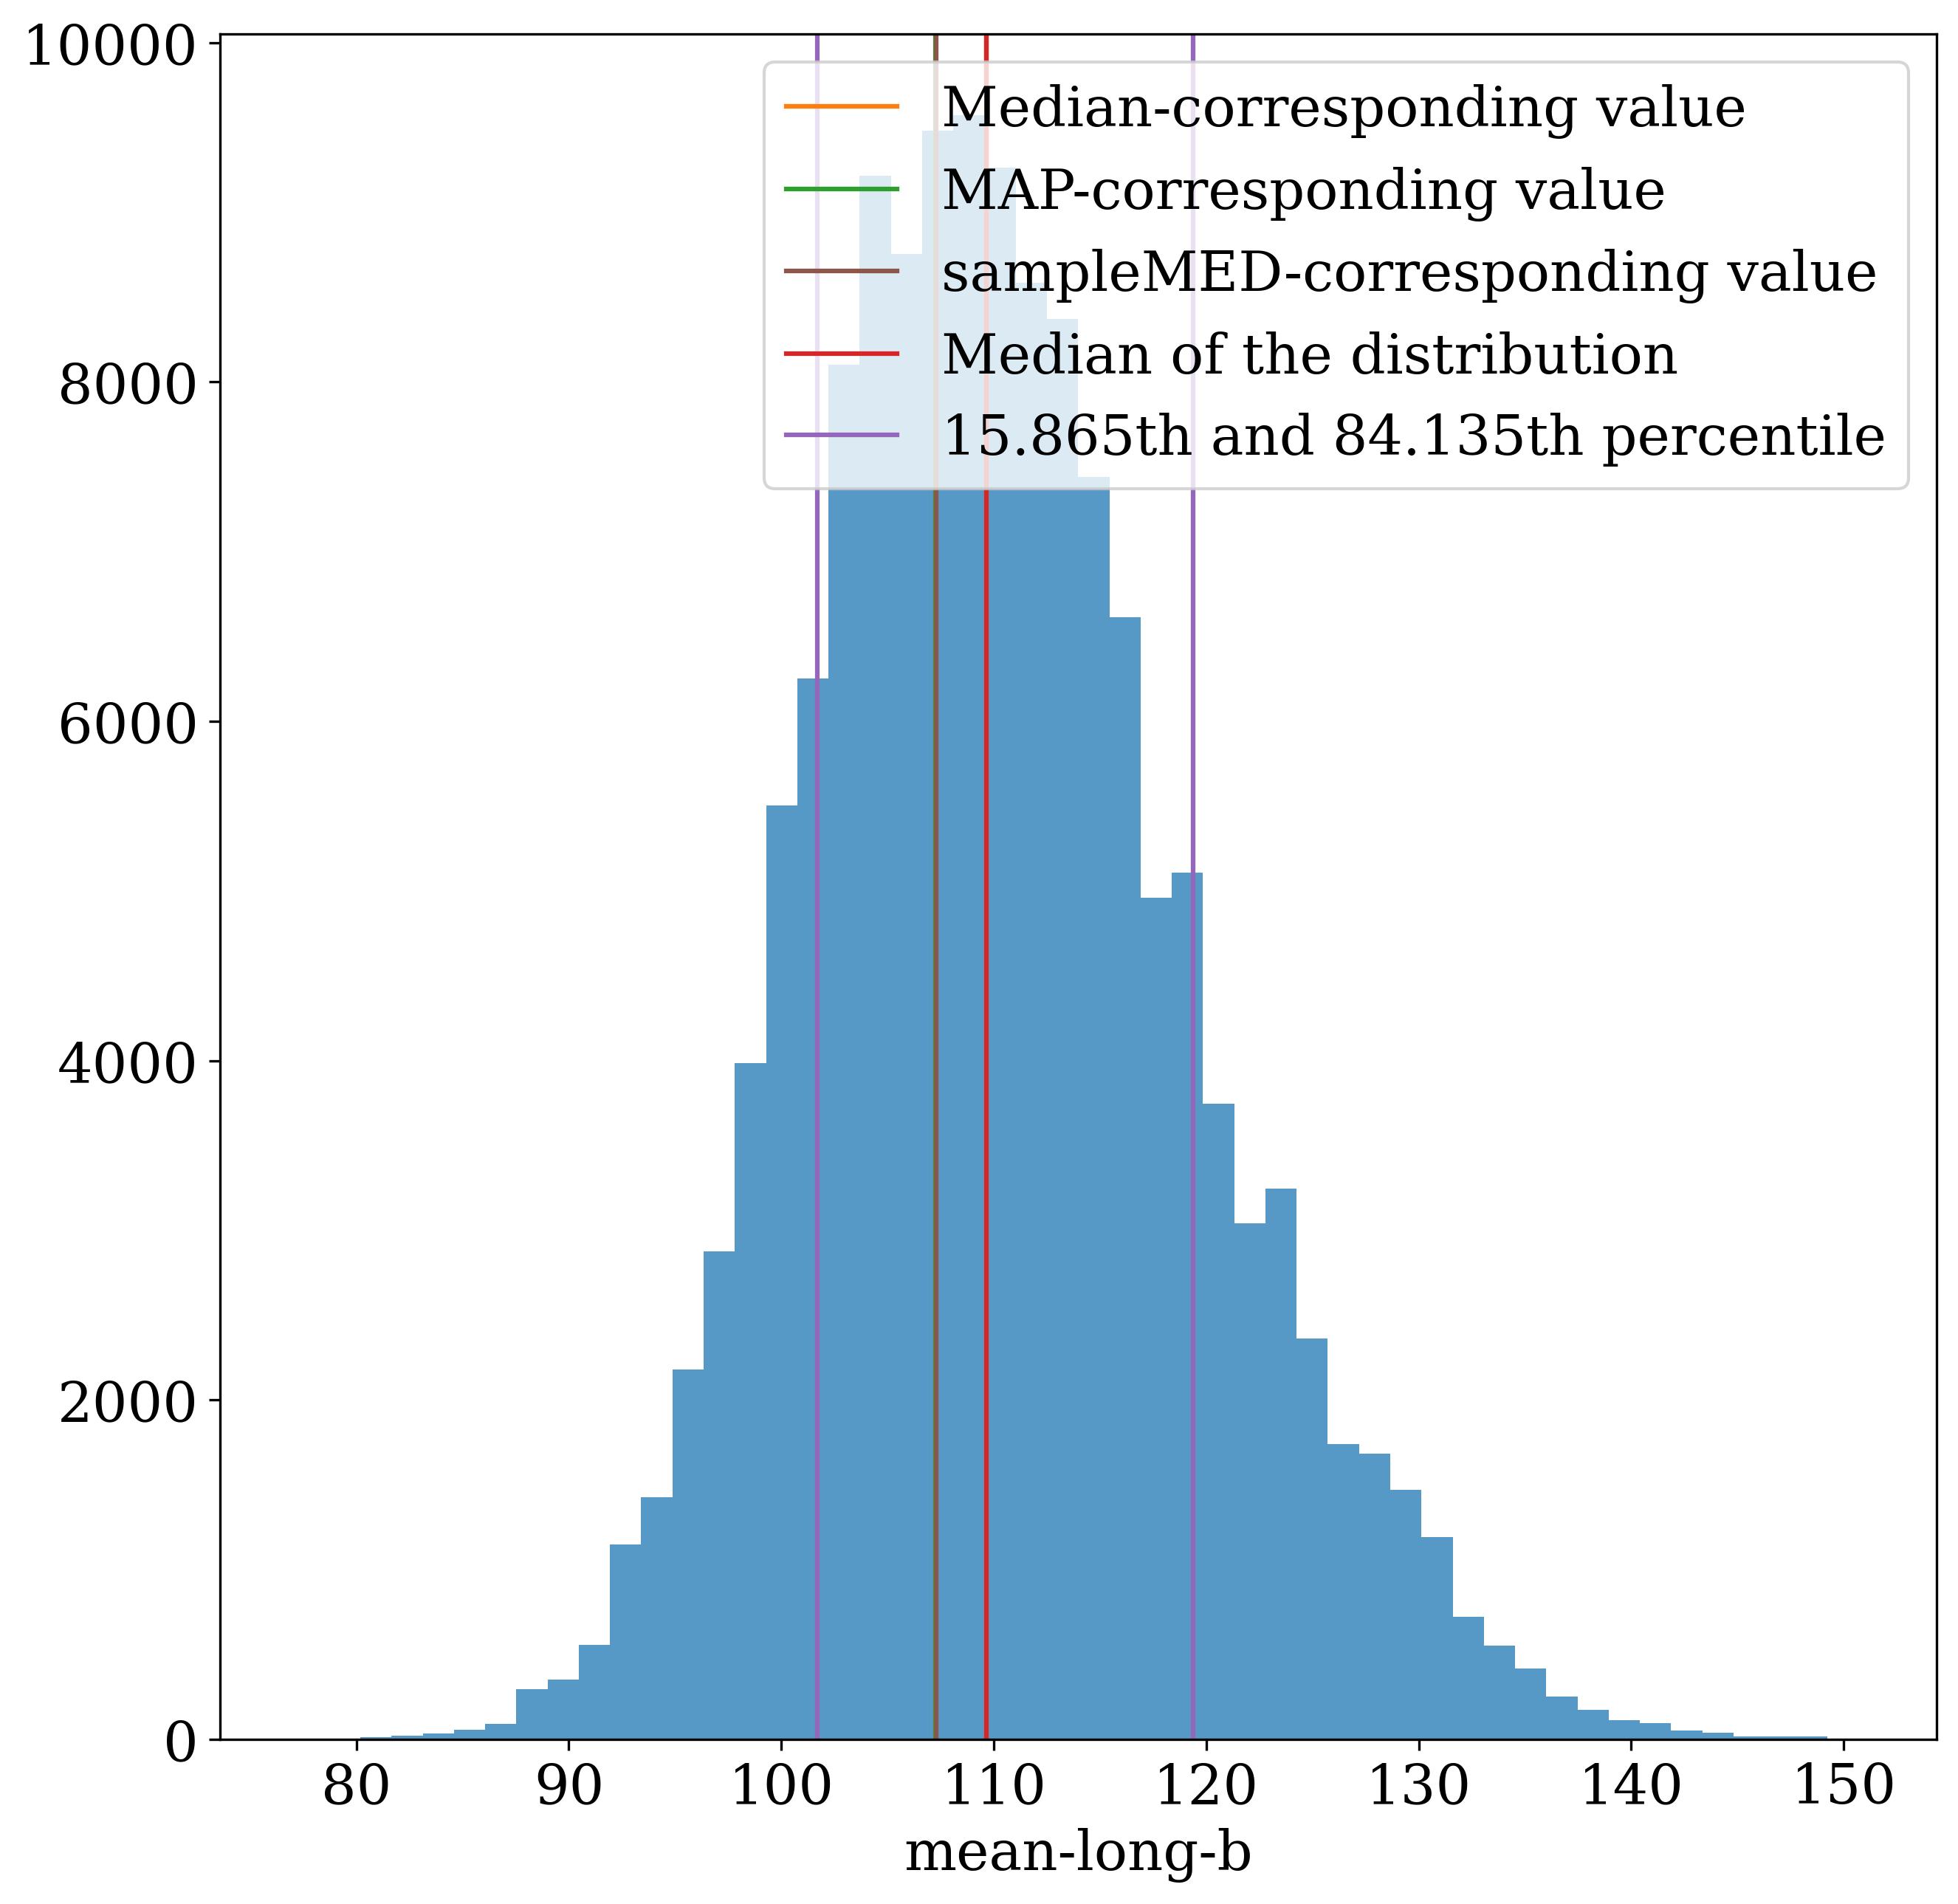 10000
8000
6000
4000
2000
0
Median-corresponding value
MAP-corresponding value
sampleMED-corresponding value
Median of the distribution
15.865th and 84.135th percentile
80 90 100 110 120 130 140 150
mean-long-b